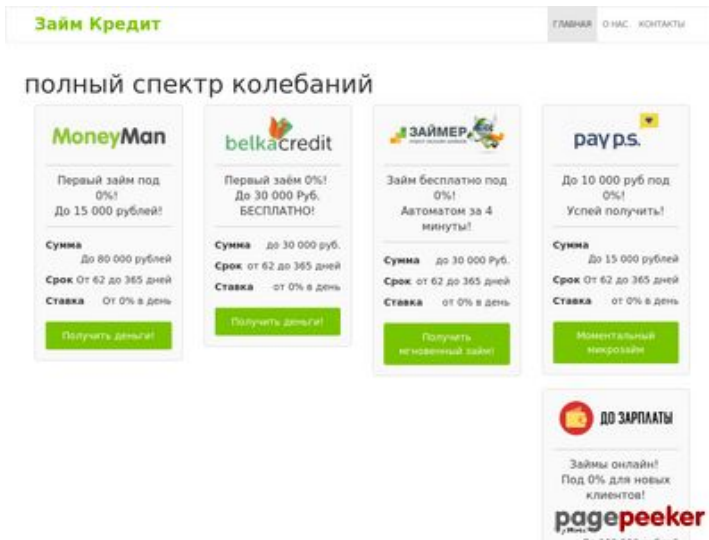 Займ Кредит
ГЛАВНАЯ О НАС КОНТАКТЫ
полный спектр колебаний
MoneyMan
Первый займ под
0%!
До 15 000 рублей!
Сумма
До 80 000 рублей
Срок От 62 до 365 дней
Ставка От 0% в день
Получить деньги!
belkacredit
Первый заём 0%!
До 30 000 Руб.
БЕСПЛАТНО!
Сумма до 30 000 руб.
Срок от 62 до 365 дней
Ставка от 0% в день
Получить деньги!
ЗАЙМЕР
Займ бесплатно под
0%!
Автоматом за 4
минуты!
Сумма до 30 000 Руб.
Срок от 62 до 365 дней
Ставка от 0% в день
Получить
мгновенный займ!
pay p.s.
До 10 000 руб под
0%!
Успей получить!
Сумма
До 15 000 рублей
Срок От 62 до 365 дней
Ставка От 0% в день
Моментальный
микрозайм
ДО ЗАРПЛАТЫ
Займы онлайн!
Под 0% для новых
клиентов!
pagepeeker